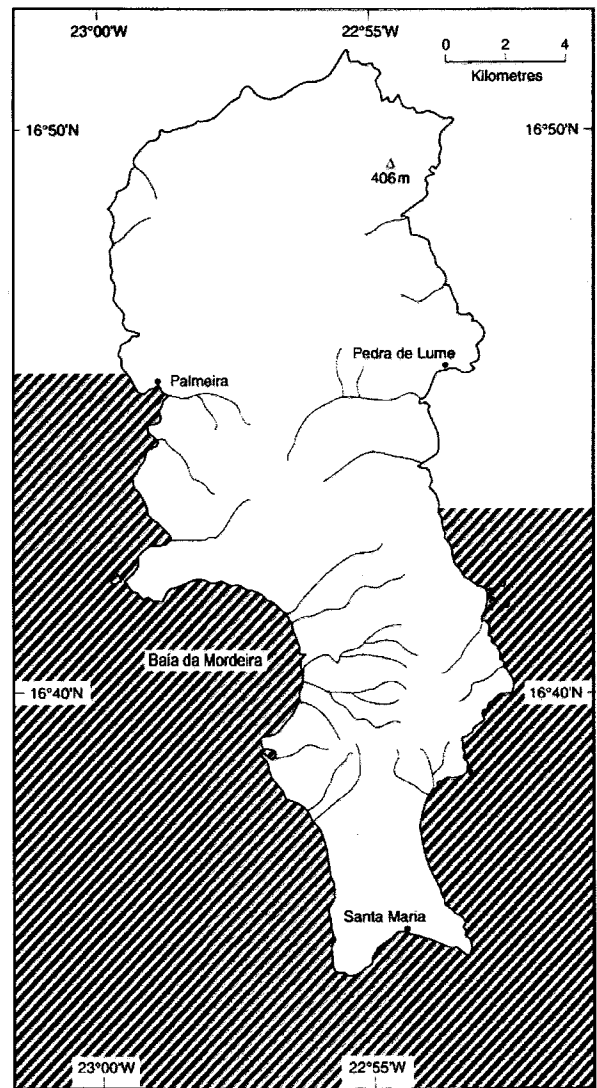 23°00'W
22°55'W
0 2 4
Kilometres
16°50'N
16°50'N
406m
Pedra de Lume
Palmeira
Baía da Mordeira
16°40'N
16°40'N
Santa Maria
23°00'W
22°55'W